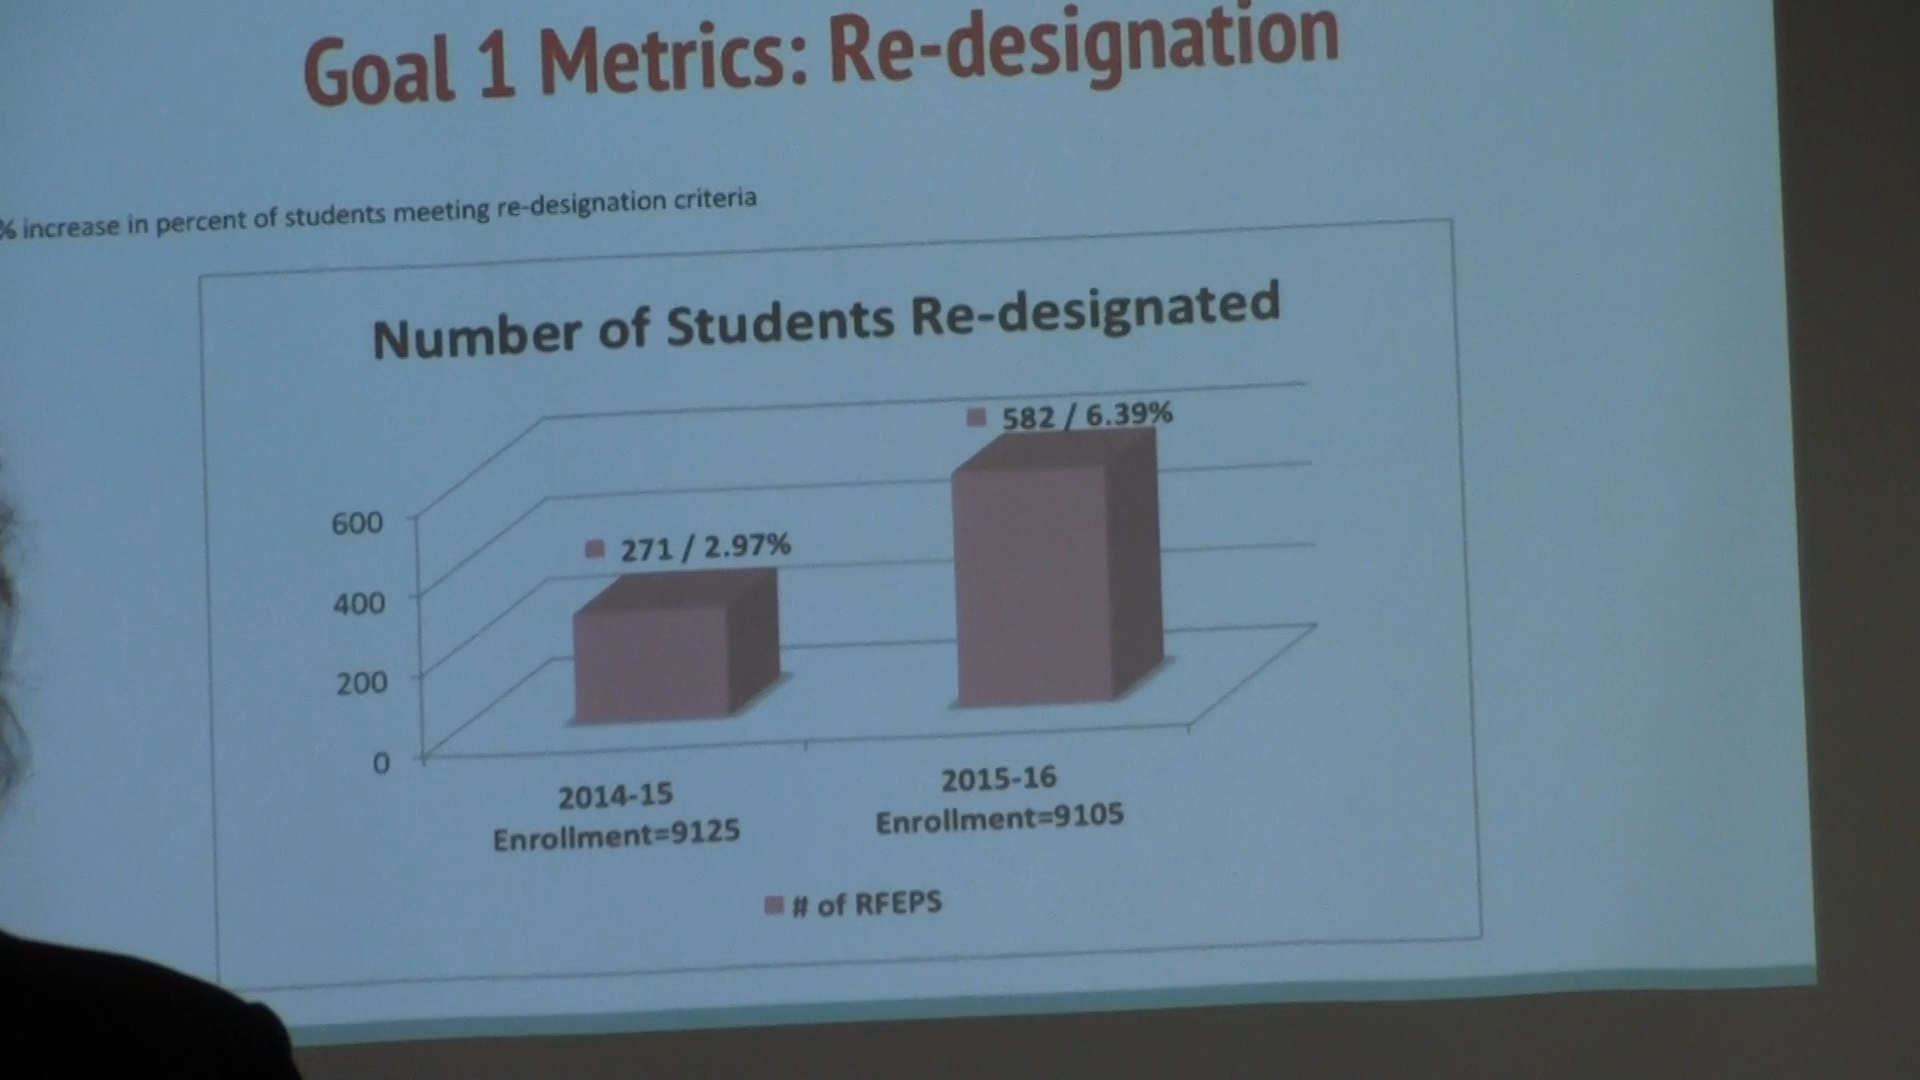 Goal 1 Metrics: Re-designation
% increase in percent of students meeting re-designation criteria
Number of Students Re-designated
582 / 6.39%
271 / 2.97%
600
400
200
0
2014-15
Enrollment=9125
2015-16
Enrollment=9105
# of RFEPS